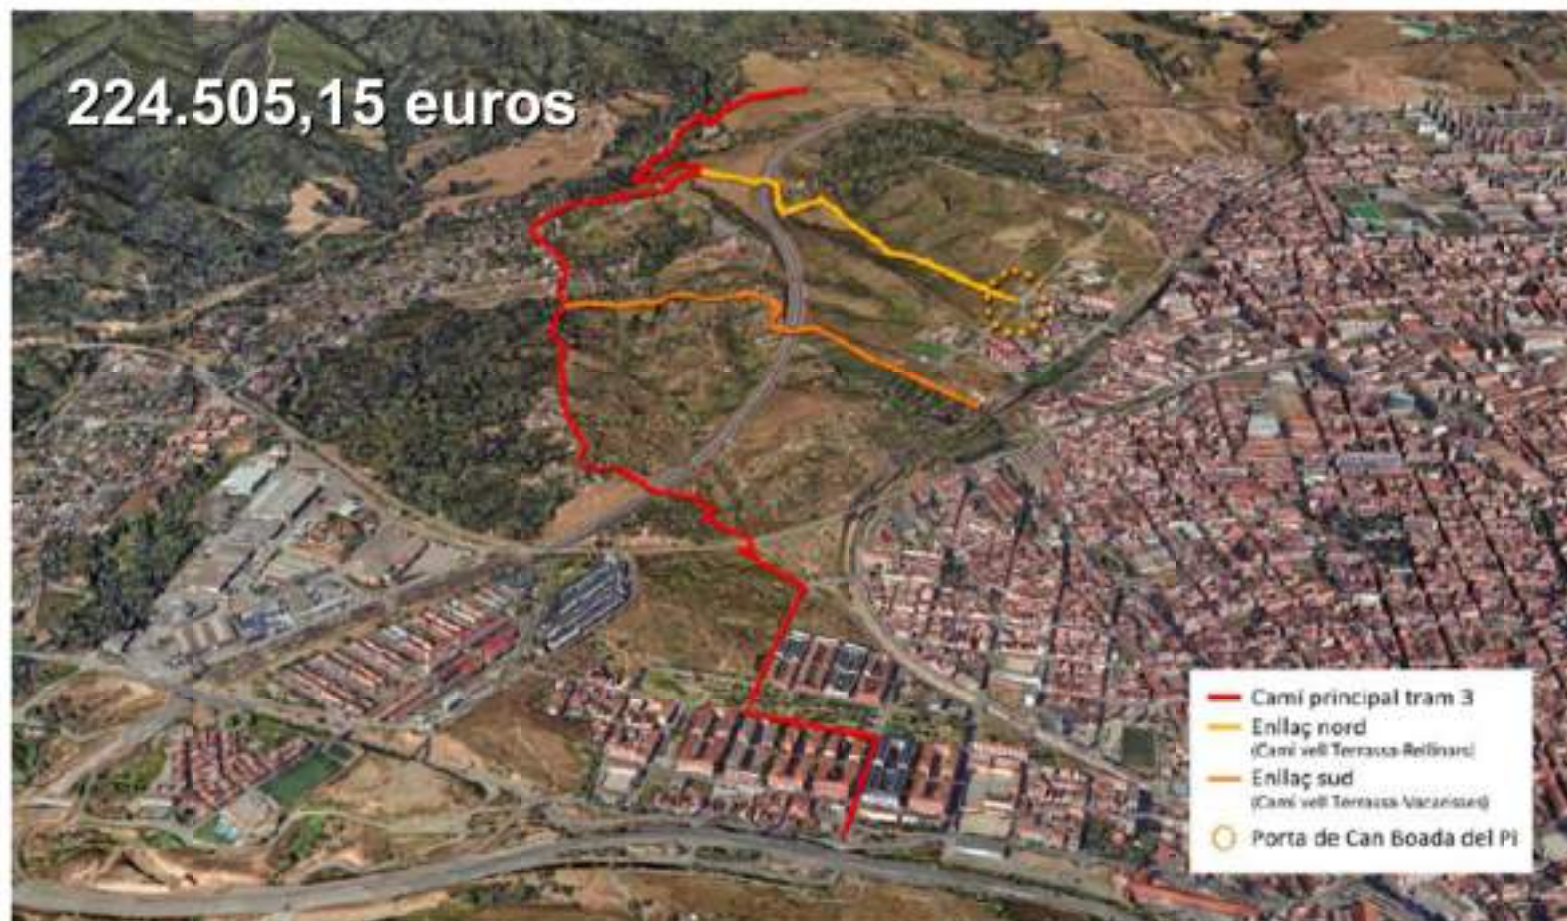 224.505,15 euros
Camí principal tram 3
Enllaç nord
(Camí vell Terrassa-Rellinars)
Enllaç sud
(Camí vell Terrassa-Vacarisses)
Porta de Can Boada del Pi